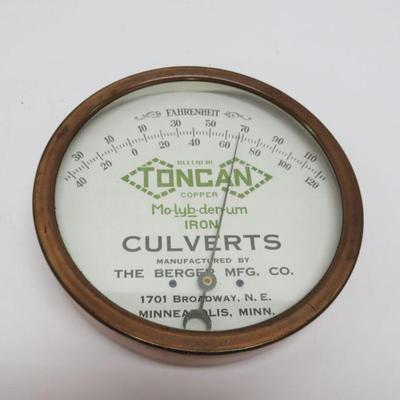 FAHRENHEIT
30 10 10 30 50 70 90 110
40 20 0 20 40 60 80 100 120
TONCAN
COPPER
Mo-lyb-den-um
IRON
CULVERTS
MANUFACTURED BY
THE BERGER MFG. CO.
1701 BROADWAY, N.E.
MINNEAPOLIS, MINN.